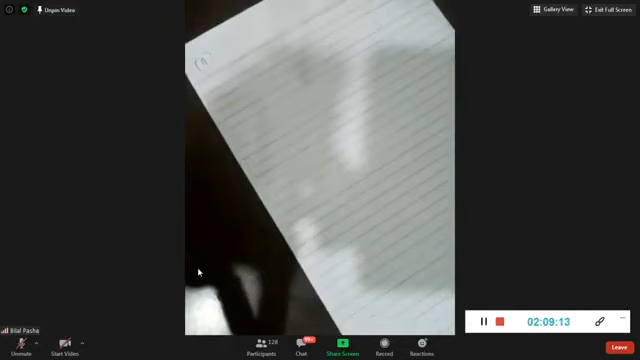 Unpin Video
Gallery View
Exit Full Screen
02:09:13
Bilal Pasha
Unmute
Start Video
128
Participants
99+
Chat
Share Screen
Record
Reactions
Leave